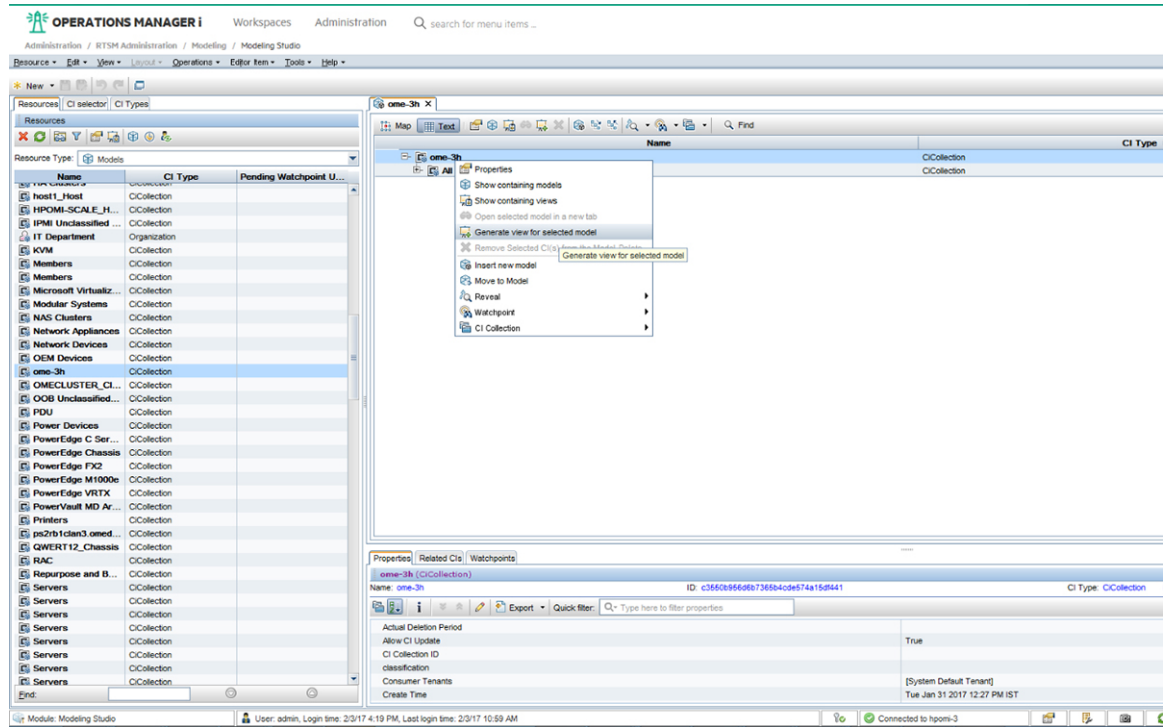 OPERATIONS MANAGER i Workspaces Administration search for menu items ..
Administration / RTSM Administration / Modeling / Modeling Studio
Resource Edit View Layout Operations Editor Item Tools Help
New
Resources CI selector CI Types
ome-3h X
Resources
Map Text Find
Resource Type: Models
Name CI Type
Name CI Type Pending Watchpoint U...
ome-3h CiCollection
All CiCollection
HA Clusters CiCollection
host1_Host CiCollection
HPOMI-SCALE_H... CiCollection
IPMI Unclassified ... CiCollection
IT Department Organization
KVM CiCollection
Members CiCollection
Members CiCollection
Microsoft Virtualiz... CiCollection
Modular Systems CiCollection
NAS Clusters CiCollection
Network Appliances CiCollection
Network Devices CiCollection
OEM Devices CiCollection
ome-3h CiCollection
OMECLUSTER_CI... CiCollection
OOB Unclassified... CiCollection
PDU CiCollection
Power Devices CiCollection
PowerEdge C Ser... CiCollection
PowerEdge Chassis CiCollection
PowerEdge FX2 CiCollection
PowerEdge M1000e CiCollection
PowerEdge VRTX CiCollection
PowerVault MD Ar... CiCollection
Printers CiCollection
ps2rb1clan3.omed... CiCollection
QWERT12_Chassis CiCollection
RAC CiCollection
Repurpose and B... CiCollection
Servers CiCollection
Servers CiCollection
Servers CiCollection
Servers CiCollection
Servers CiCollection
Servers CiCollection
Servers CiCollection
Servers CiCollection
Find:
Properties
Show containing models
Show containing views
Open selected model in a new tab
Generate view for selected model
Remove Selected CI(s) from the Model Delete
Generate view for selected model
Insert new model
Move to Model
Reveal
Watchpoint
CI Collection
Properties Related CIs Watchpoints
ome-3h (CiCollection)
Name: ome-3h ID: c3650b956d6b7365b4cde574a15df441 CI Type: CiCollection
Export Quick filter: Type here to filter properties
Actual Deletion Period
Allow CI Update True
CI Collection ID
classification
Consumer Tenants [System Default Tenant]
Create Time Tue Jan 31 2017 12:27 PM IST
Module: Modeling Studio User: admin, Login time: 2/3/17 4:19 PM, Last login time: 2/3/17 10:59 AM Connected to hpomi-3